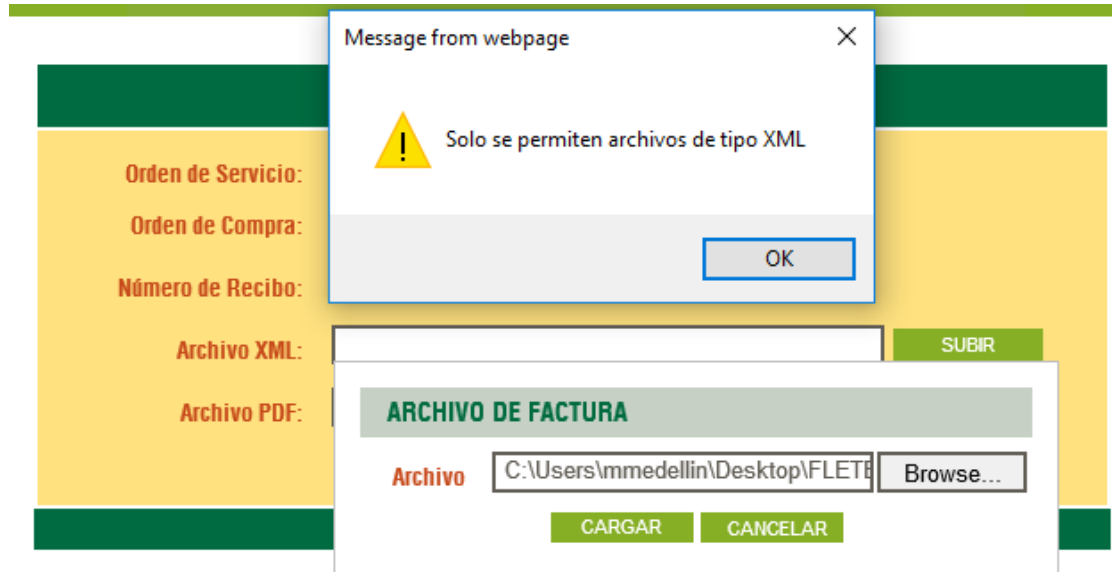 Message from webpage
Solo se permiten archivos de tipo XML
OK
Orden de Servicio:
Orden de Compra:
Número de Recibo:
Archivo XML:
SUBIR
Archivo PDF:
ARCHIVO DE FACTURA
Archivo
C:\Users\mmedellin\Desktop\FLETE
Browse...
CARGAR
CANCELAR